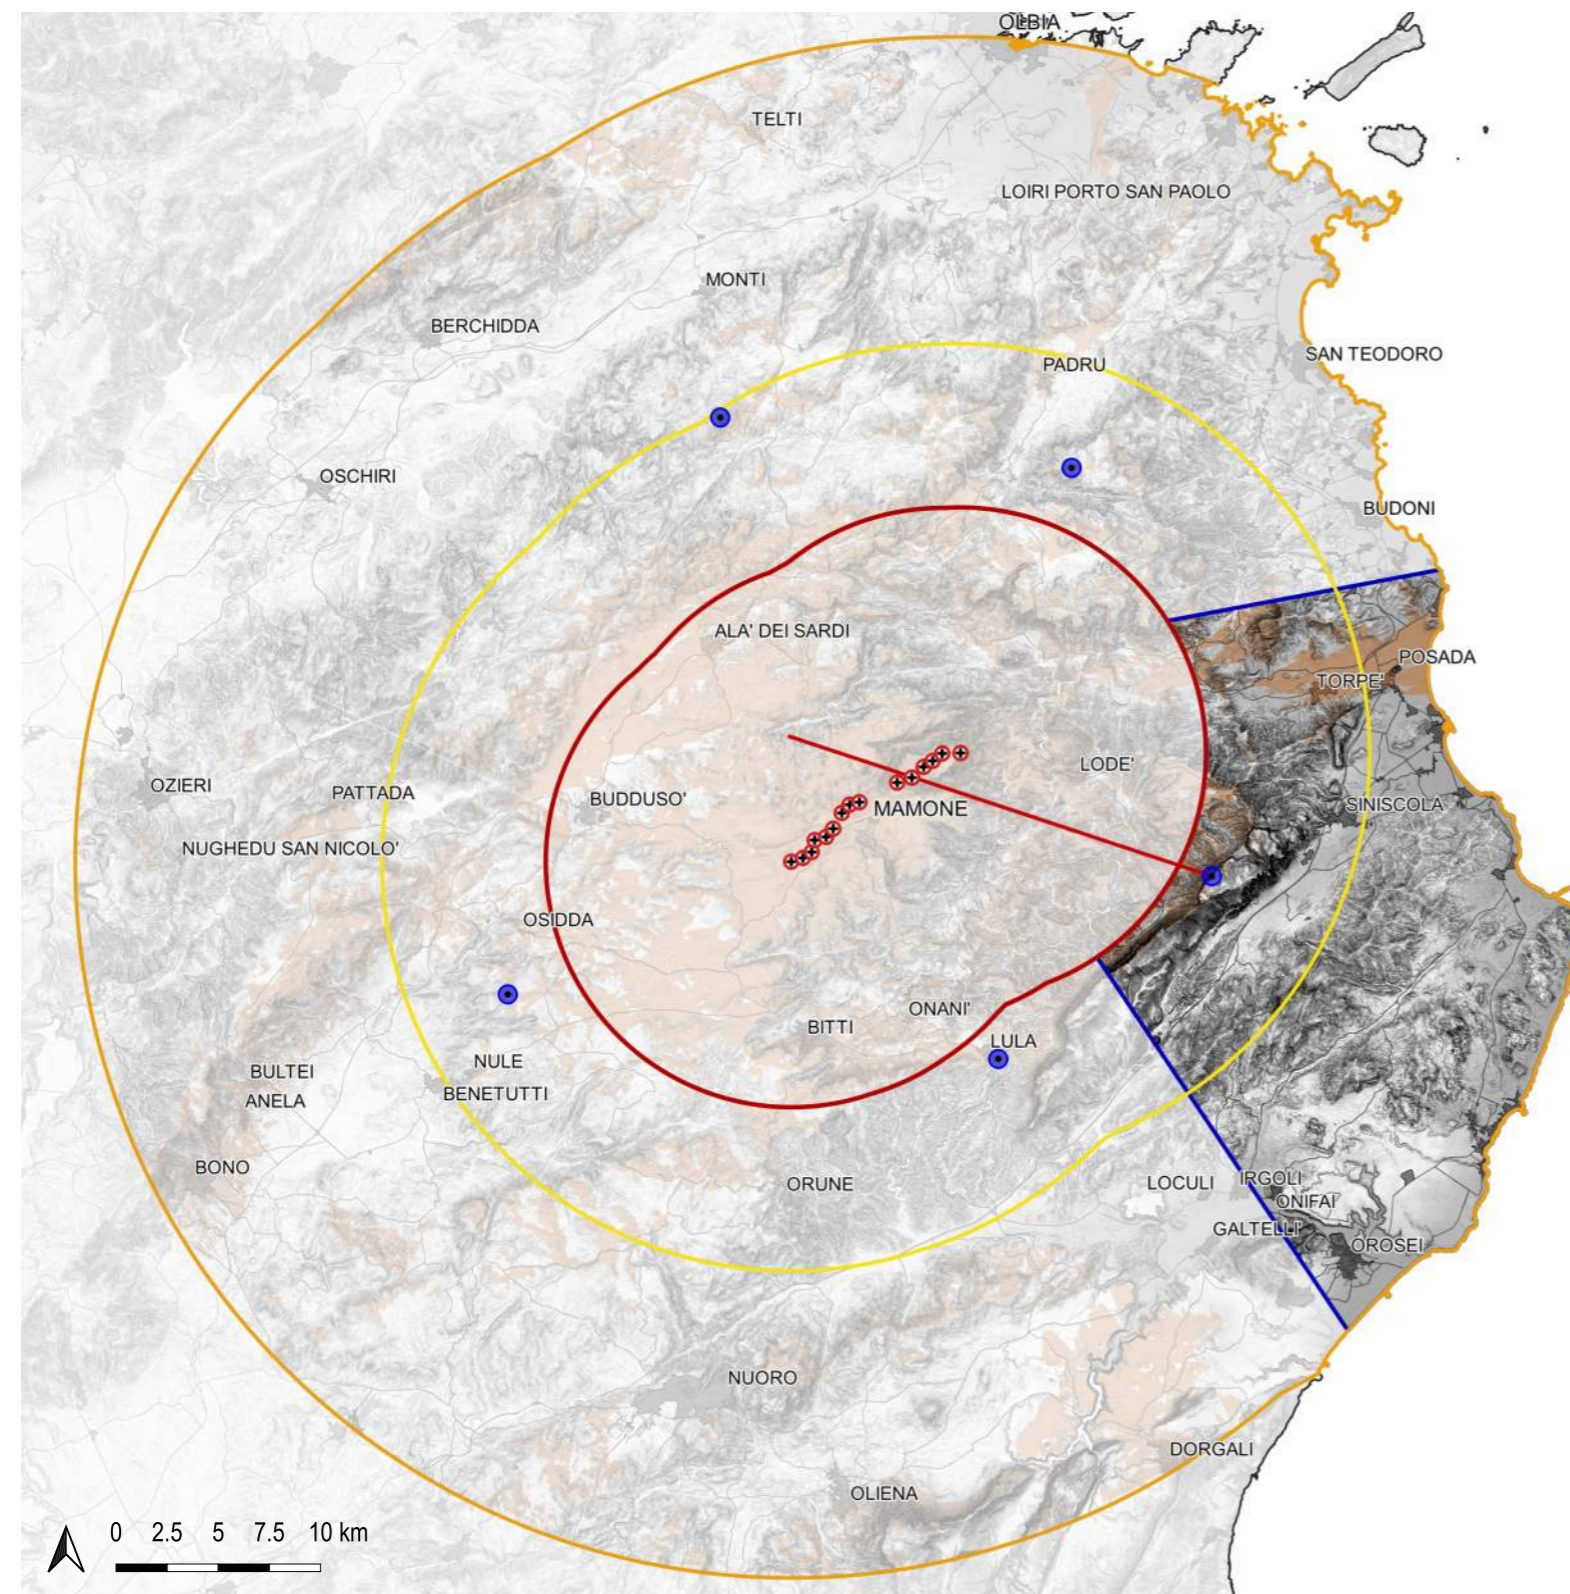 OLBIA
TELTI
LOIRI PORTO SAN PAOLO
MONTI
BERCHIDDA
SAN TEODORO
PADRU
OSCHIRI
BUDONI
ALA' DEI SARDI
POSADA
TORPE'
LODE'
OZIERI
PATTADA
BUDDUSO'
MAMONE
SINISCOLA
NUGHEDU SAN NICOLO'
OSIDDA
ONANI'
BITTI
LULA
NULE
BULTEI
BENETUTTI
ANELA
BONO
ORUNE
LOCULI
IRGOLI
ONIFAI
GALTELLI'
OROSEI
NUORO
DORGALI
OLIENA
0 2.5 5 7.5 10 km